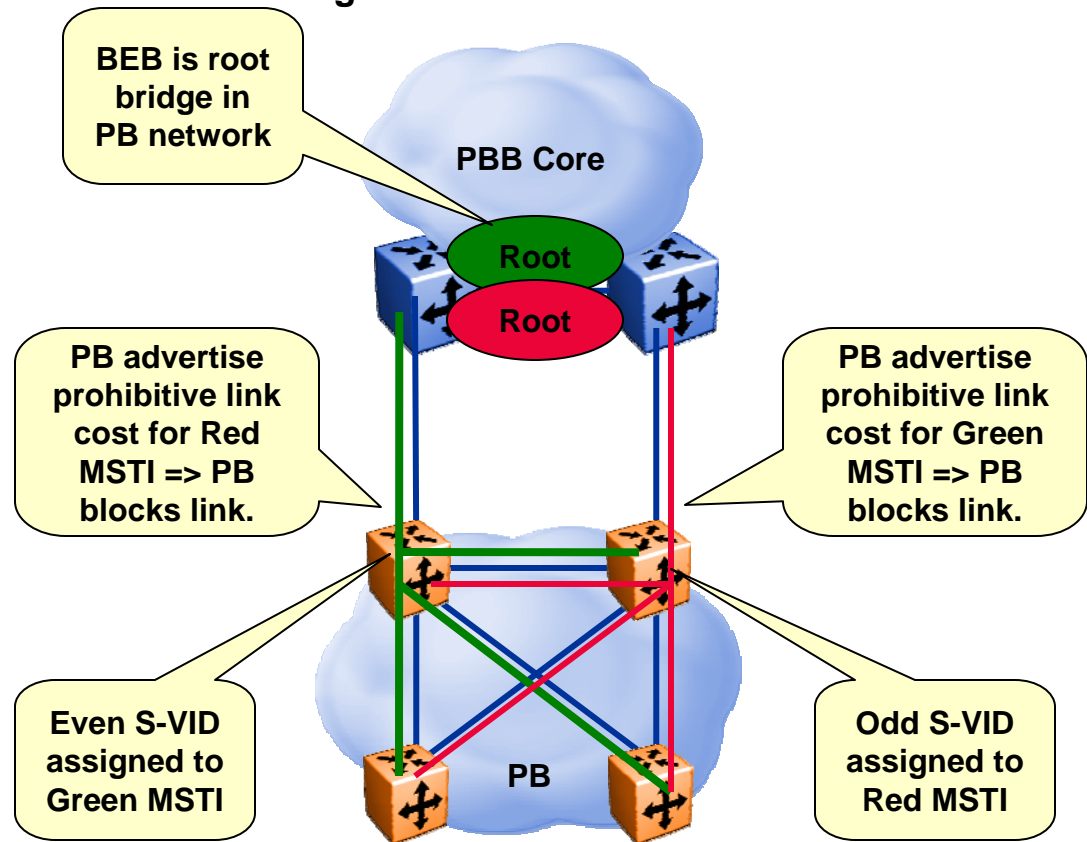 BEB is root
bridge in
PB network
PBB Core
Root
Root
PB advertise
prohibitive link
cost for Red
MSTI => PB
blocks link.
PB advertise
prohibitive link
cost for Green
MSTI => PB
blocks link.
Even S-VID
assigned to
Green MSTI
PB
Odd S-VID
assigned to
Red MSTI